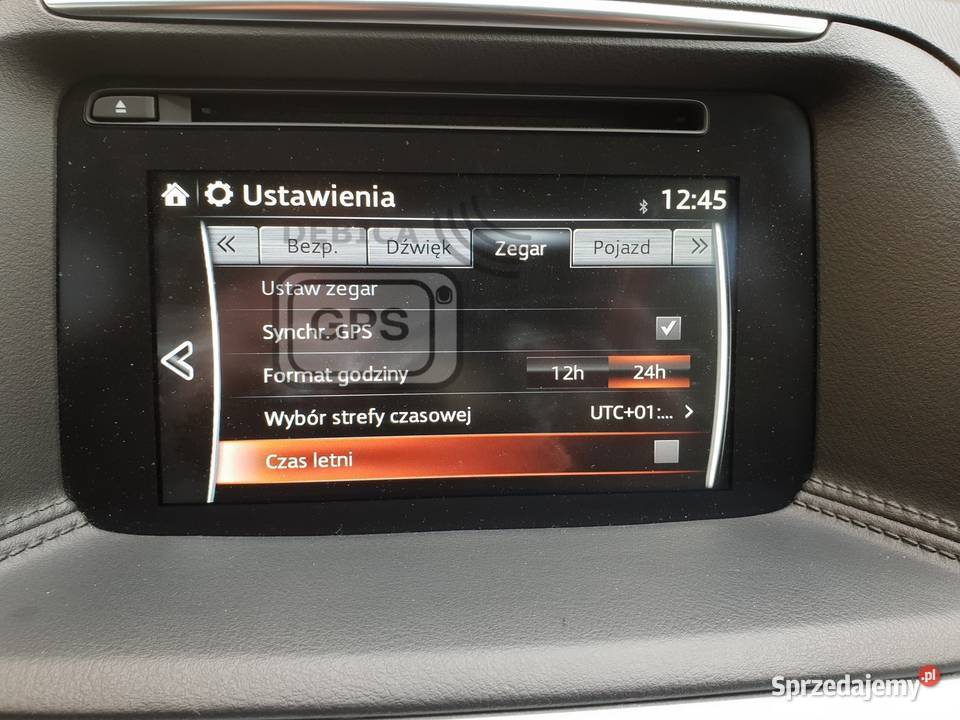 Ustawienia 12:45
DĘBICA
Bezp. Dźwięk Zegar Pojazd
Ustaw zegar
GPS
Synchr. GPS
Format godziny 12h 24h
Wybór strefy czasowej UTC+01:...
Czas letni
Sprzedajemy.pl